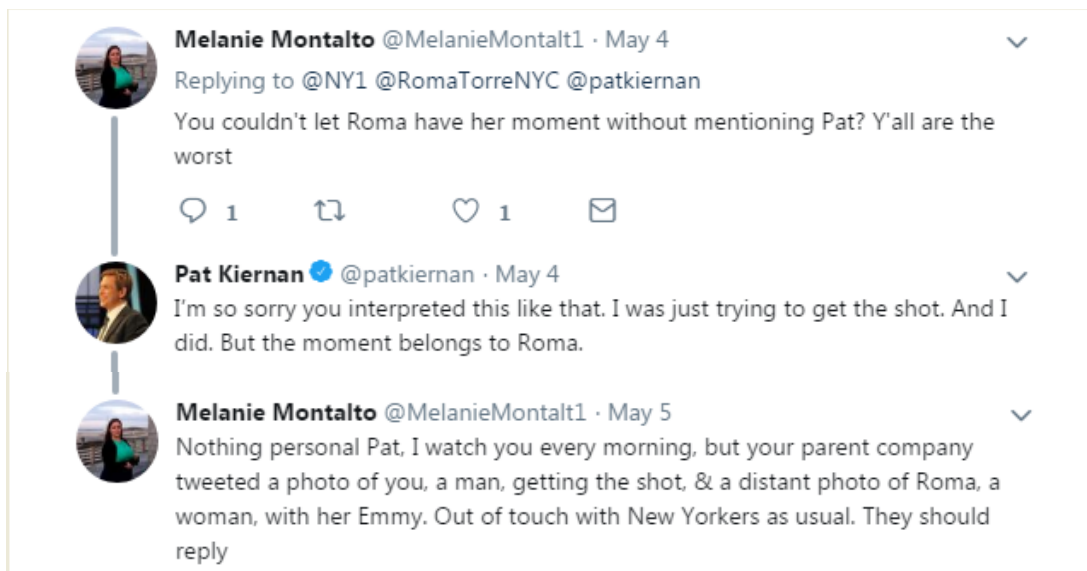 Melanie Montalto @MelanieMontalt1 · May 4
Replying to @NY1 @RomaTorreNYC @patkiernan
You couldn't let Roma have her moment without mentioning Pat? Y'all are the
worst
1 1
Pat Kiernan @patkiernan · May 4
I'm so sorry you interpreted this like that. I was just trying to get the shot. And I
did. But the moment belongs to Roma.
Melanie Montalto @MelanieMontalt1 · May 5
Nothing personal Pat, I watch you every morning, but your parent company
tweeted a photo of you, a man, getting the shot, & a distant photo of Roma, a
woman, with her Emmy. Out of touch with New Yorkers as usual. They should
reply